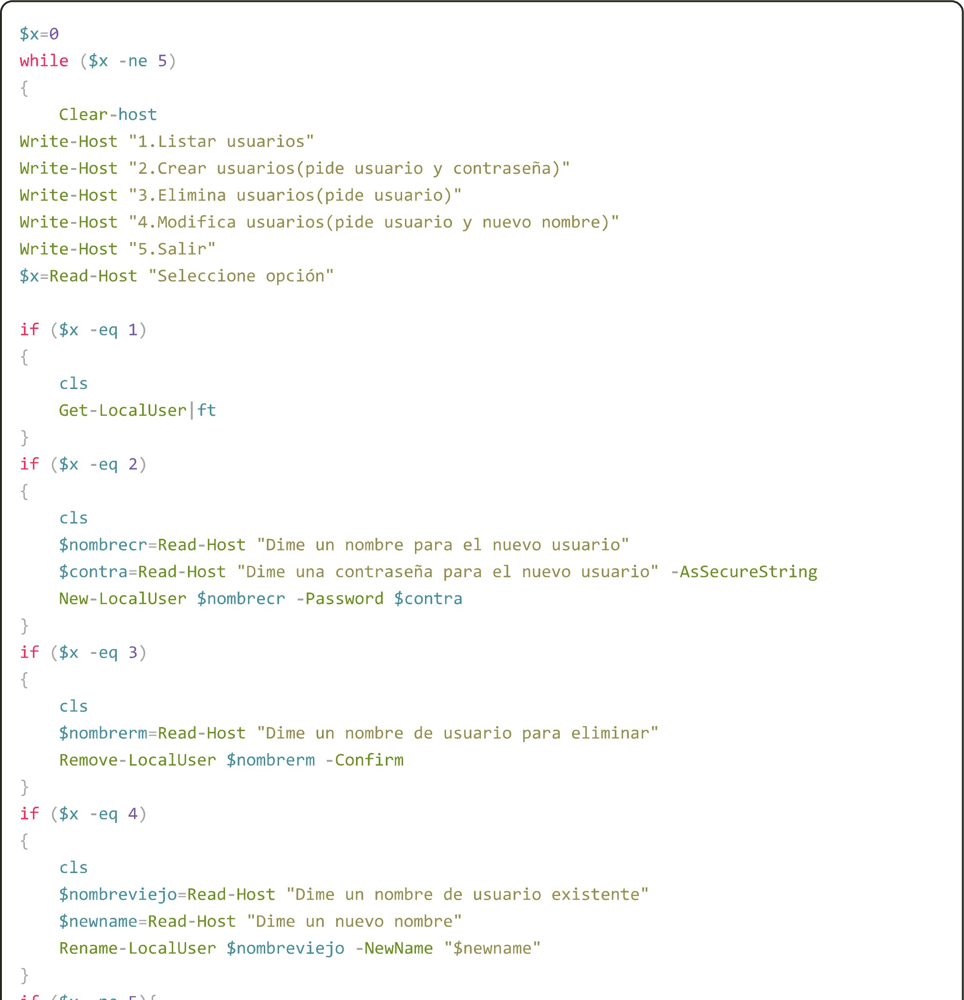 $x=0
while ($x -ne 5)
{
    Clear-host
Write-Host "1.Listar usuarios"
Write-Host "2.Crear usuarios(pide usuario y contraseña)"
Write-Host "3.Elimina usuarios(pide usuario)"
Write-Host "4.Modifica usuarios(pide usuario y nuevo nombre)"
Write-Host "5.Salir"
$x=Read-Host "Seleccione opción"

if ($x -eq 1)
{
    cls
    Get-LocalUser|ft
}
if ($x -eq 2)
{
    cls
    $nombrecr=Read-Host "Dime un nombre para el nuevo usuario"
    $contra=Read-Host "Dime una contraseña para el nuevo usuario" -AsSecureString
    New-LocalUser $nombrecr -Password $contra
}
if ($x -eq 3)
{
    cls
    $nombrerm=Read-Host "Dime un nombre de usuario para eliminar"
    Remove-LocalUser $nombrerm -Confirm
}
if ($x -eq 4)
{
    cls
    $nombreviejo=Read-Host "Dime un nombre de usuario existente"
    $newname=Read-Host "Dime un nuevo nombre"
    Rename-LocalUser $nombreviejo -NewName "$newname"
}
if ($x -ne 5){